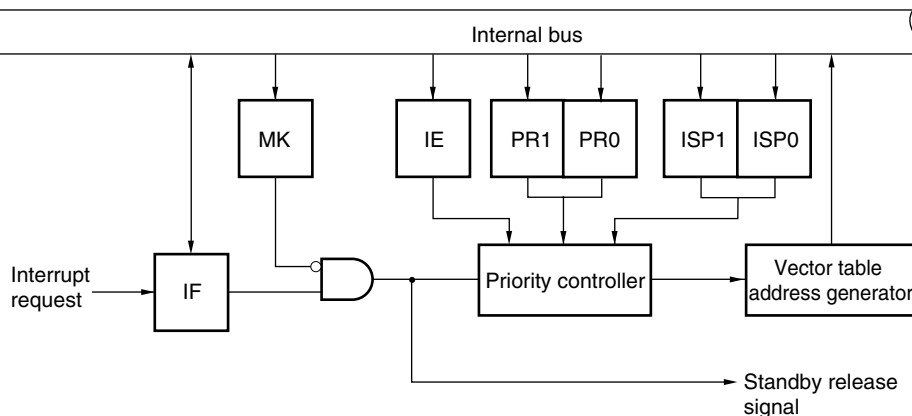 Internal bus
MK
IE
PR1
PR0
ISP1
ISP0
Interrupt
request
IF
Priority controller
Vector table
address generator
Standby release
signal